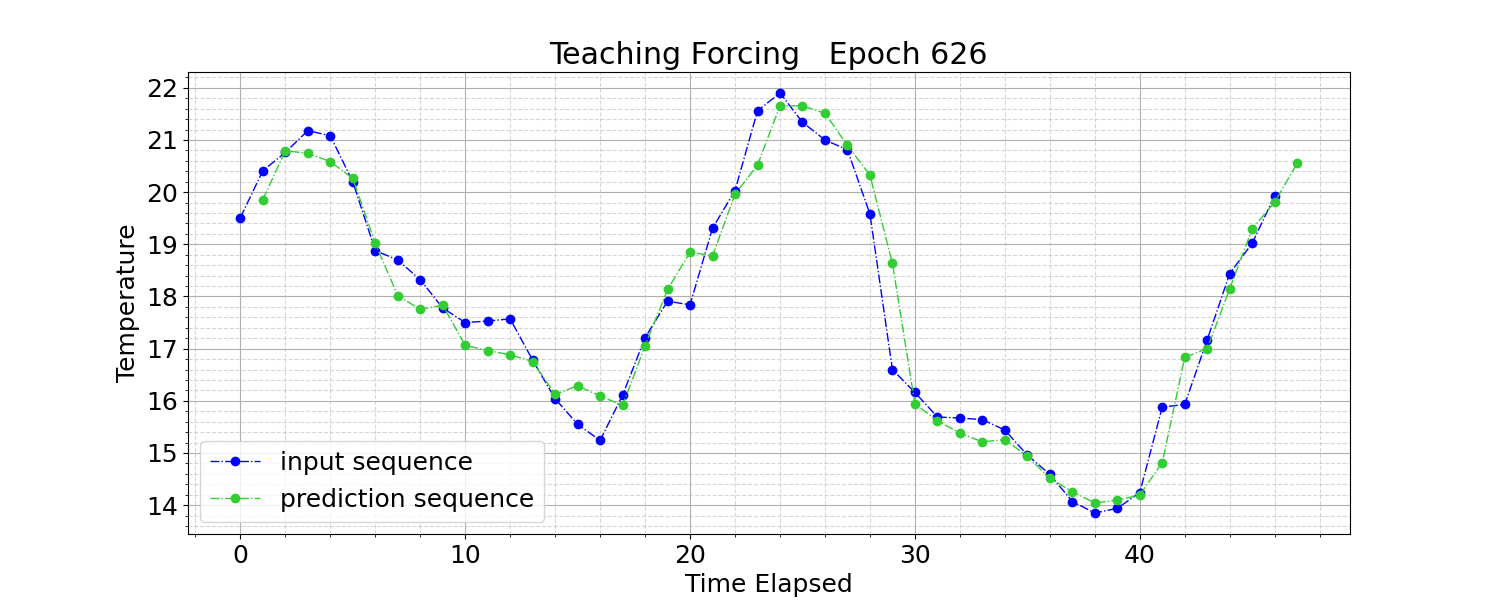 Teaching Forcing   Epoch 626
22
21
20
19
18
17
16
15
14
Temperature
input sequence
prediction sequence
0 10 20 30 40
Time Elapsed